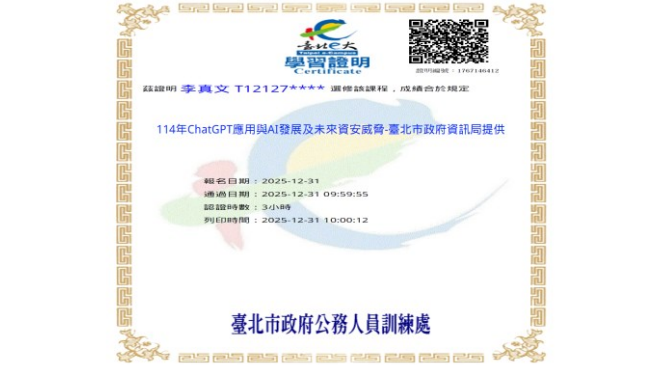 臺北e大
Taipei e-Campus
學習證明
Certificate
證明編號：1767146412
茲證明 李真文 T12127**** 選修該課程，成績合於規定
114年ChatGPT應用與AI發展及未來資安威脅-臺北市政府資訊局提供
報名日期：2025-12-31
通過日期：2025-12-31 09:59:55
認證時數：3小時
列印時間：2025-12-31 10:00:12
臺北市政府公務人員訓練處